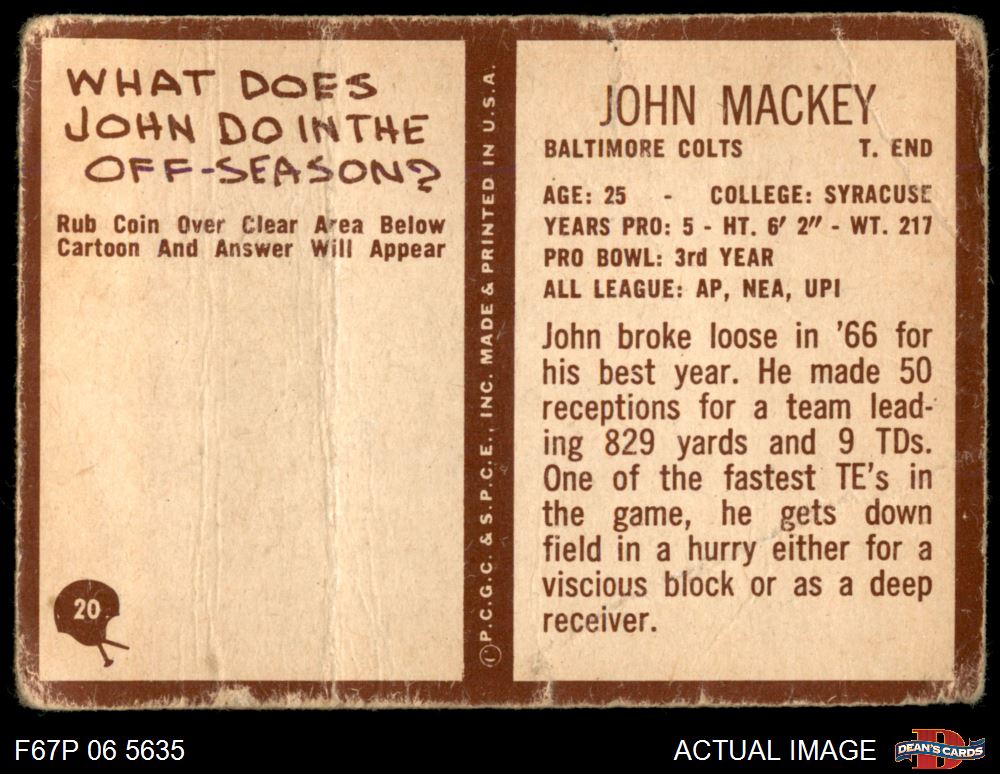 WHAT DOES
JOHN DO IN THE
OFF-SEASON?
Rub Coin Over Clear Area Below
Cartoon And Answer Will Appear
20
©P.C.G.C. & S.P.C.E., INC. MADE & PRINTED IN U.S.A.
JOHN MACKEY
BALTIMORE COLTS T. END
AGE: 25 - COLLEGE: SYRACUSE
YEARS PRO: 5 - HT. 6' 2" - WT. 217
PRO BOWL: 3rd YEAR
ALL LEAGUE: AP, NEA, UPI
John broke loose in '66 for
his best year. He made 50
receptions for a team lead-
ing 829 yards and 9 TDs.
One of the fastest TE's in
the game, he gets down
field in a hurry either for a
viscious block or as a deep
receiver.
F67P 06 5635
ACTUAL IMAGE
D
DEAN'S CARDS